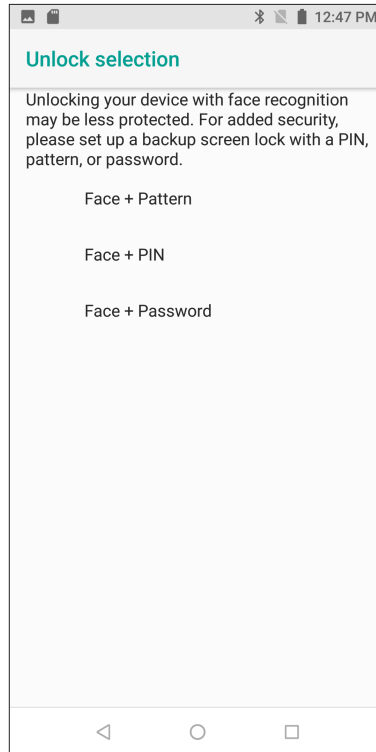 12:47 PM
Unlock selection
Unlocking your device with face recognition
may be less protected. For added security,
please set up a backup screen lock with a PIN,
pattern, or password.
Face + Pattern
Face + PIN
Face + Password